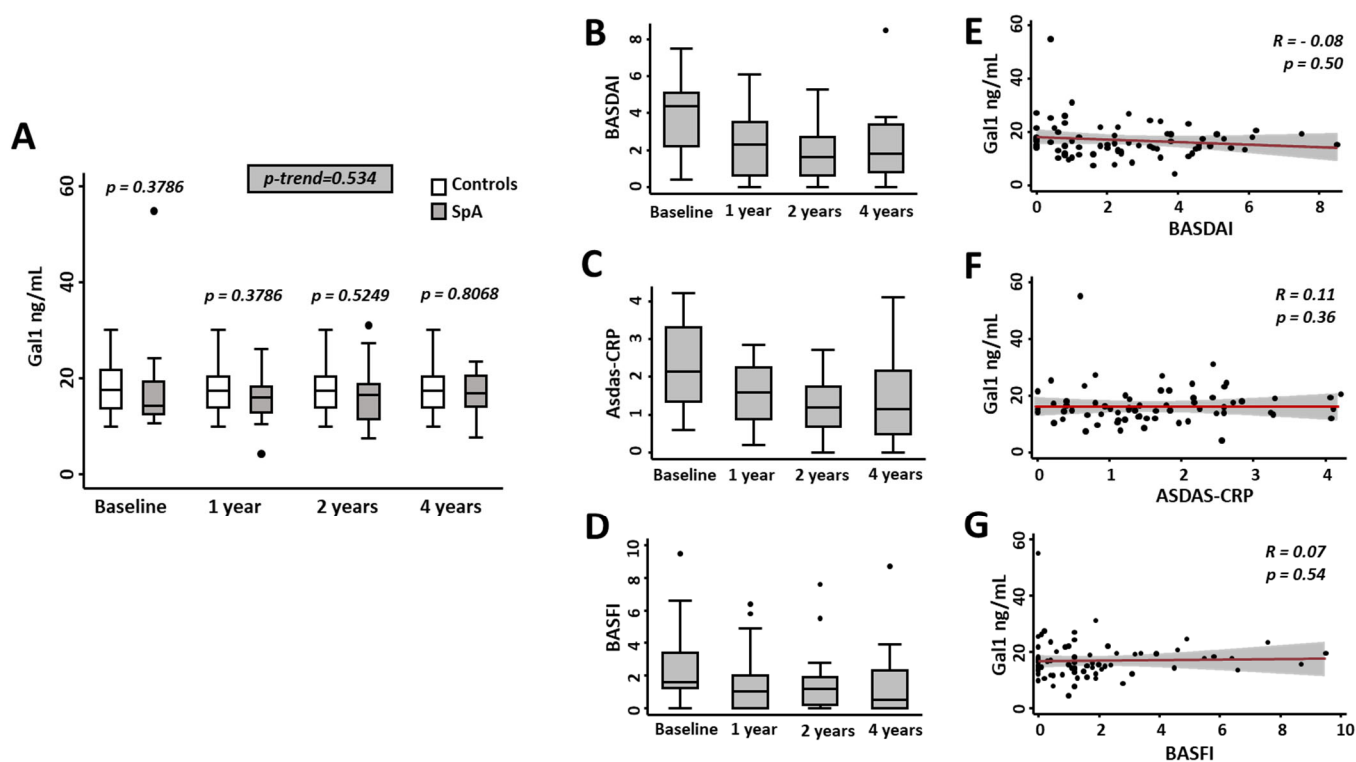 A
p-trend=0.534
Controls
SpA
p = 0.3786
p = 0.3786
p = 0.5249
p = 0.8068
Gal1 ng/mL
60
40
20
0
Baseline
1 year
2 years
4 years
B
BASDAI
8
6
4
2
0
Baseline
1 year
2 years
4 years
C
Asdas-CRP
4
3
2
1
0
Baseline
1 year
2 years
4 years
D
BASFI
10
8
6
4
2
0
Baseline
1 year
2 years
4 years
E
R = - 0.08
p = 0.50
Gal1 ng/mL
60
40
20
0
0
2
4
6
8
BASDAI
F
R = 0.11
p = 0.36
Gal1 ng/mL
60
40
20
0
0
1
2
3
4
ASDAS-CRP
G
R = 0.07
p = 0.54
Gal1 ng/mL
60
40
20
0
0
2
4
6
8
10
BASFI